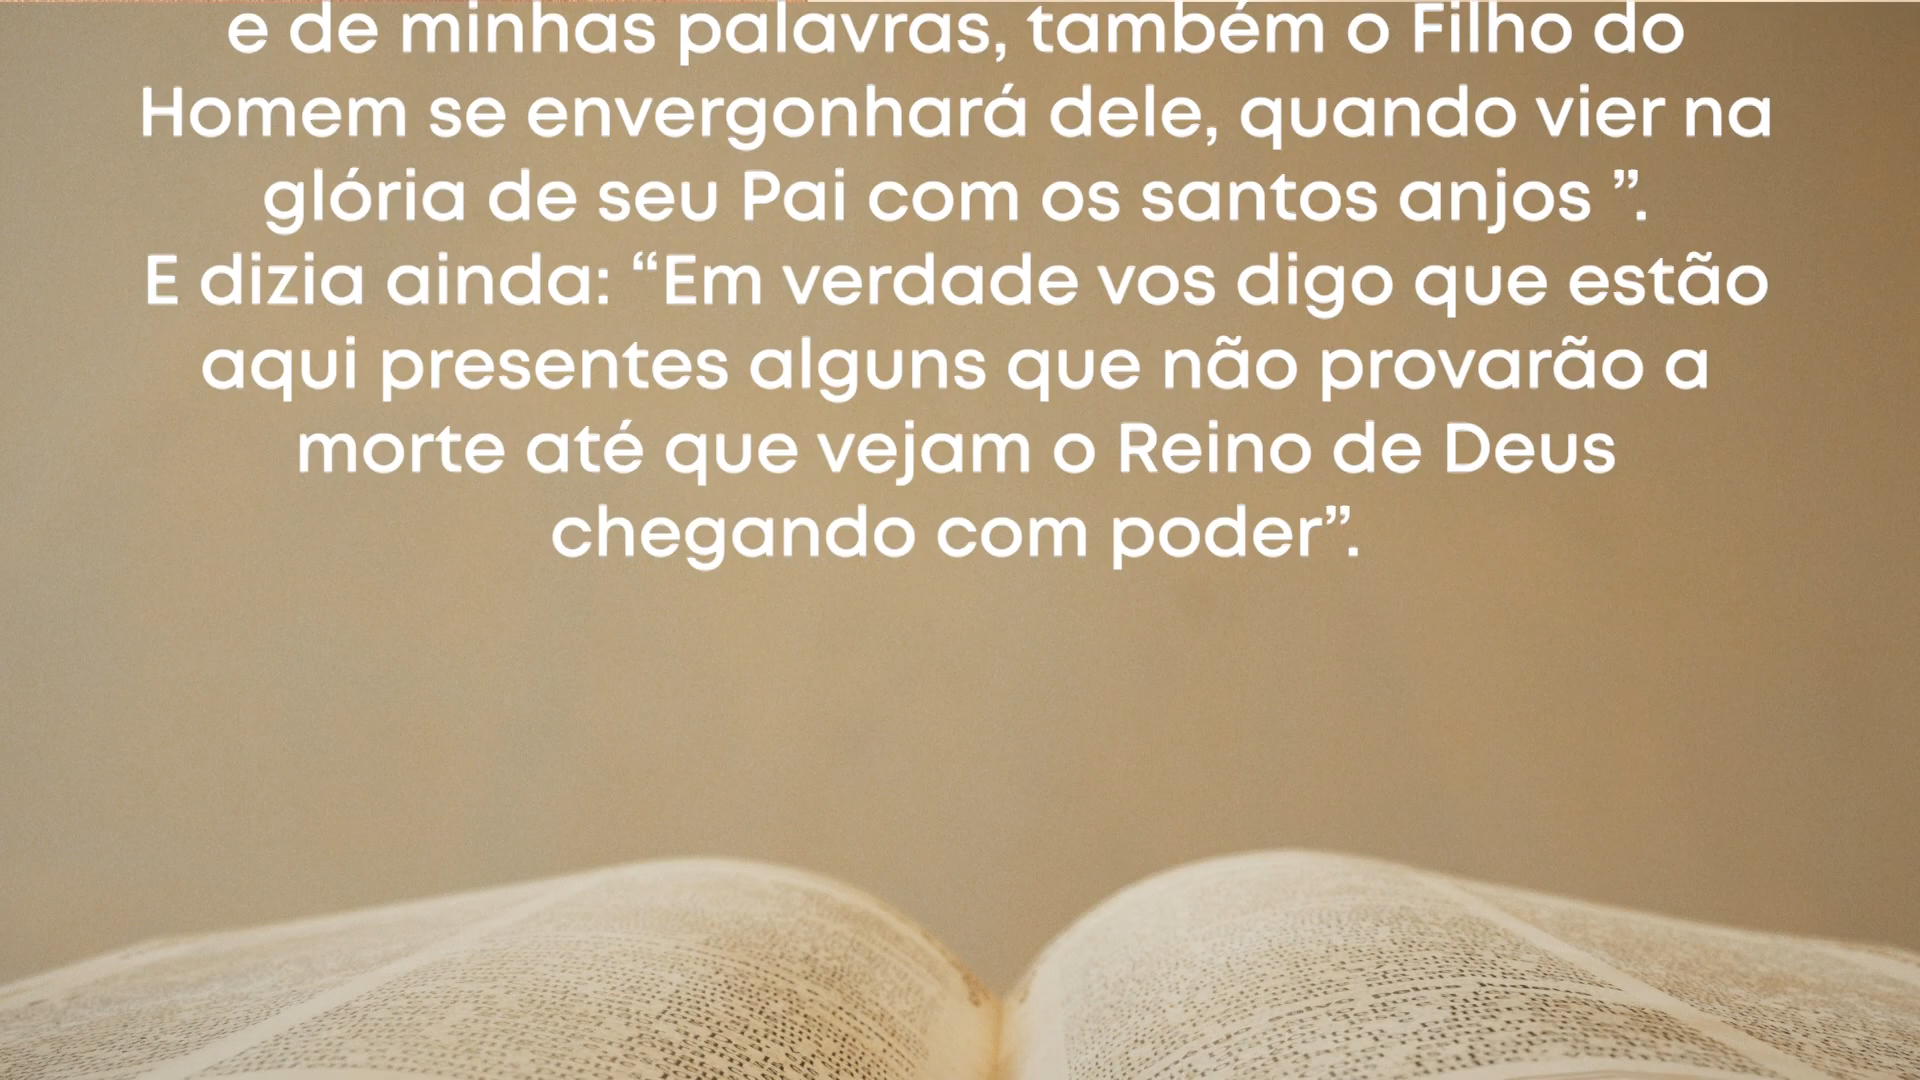 e de minhas palavras, também o Filho do
Homem se envergonhará dele, quando vier na
glória de seu Pai com os santos anjos ”.
E dizia ainda: “Em verdade vos digo que estão
aqui presentes alguns que não provarão a
morte até que vejam o Reino de Deus
chegando com poder”.